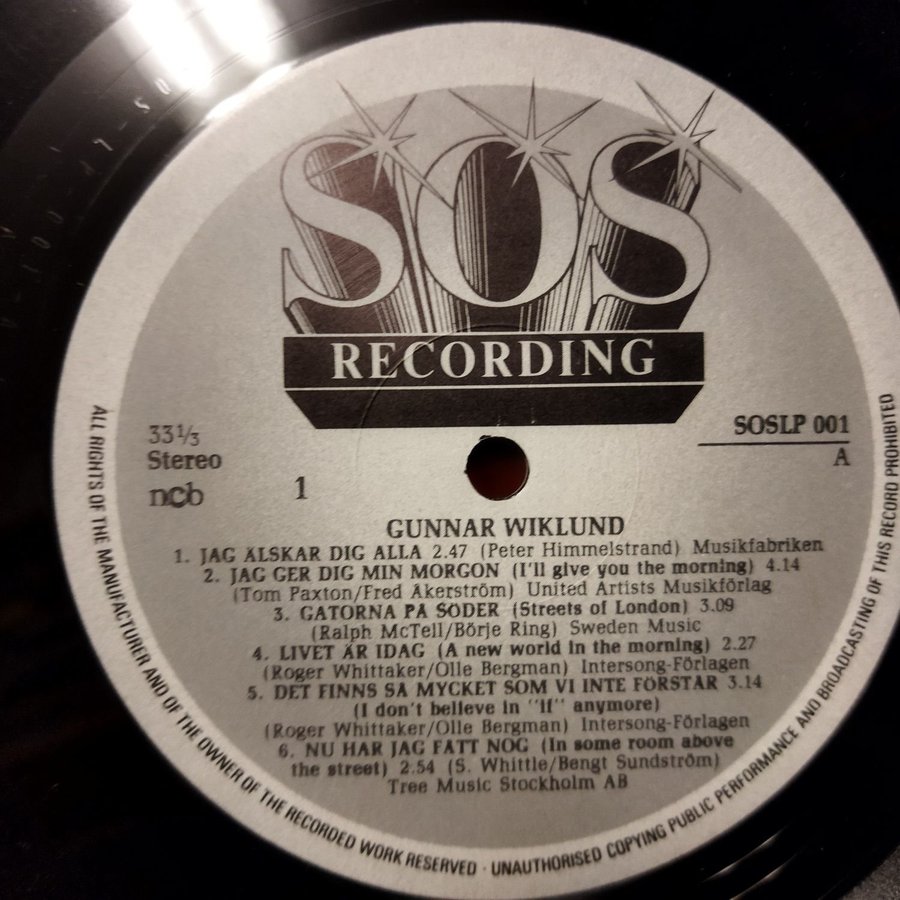 SOS
RECORDING
33⅓
Stereo
ncb
1
SOSLP 001
A
GUNNAR WIKLUND
1. JAG ÄLSKAR DIG ALLA 2.47 (Peter Himmelstrand) Musikfabriken
2. JAG GER DIG MIN MORGON (I'll give you the morning) 4.14
(Tom Paxton/Fred Åkerström) United Artists Musikförlag
3. GATORNA PÅ SÖDER (Streets of London) 3.09
(Ralph McTell/Börje Ring) Sweden Music
4. LIVET ÄR IDAG (A new world in the morning) 2.27
(Roger Whittaker/Olle Bergman) Intersong-Förlagen
5. DET FINNS SÅ MYCKET SOM VI INTE FÖRSTÅR 3.14
(I don't believe in "if" anymore)
(Roger Whittaker/Olle Bergman) Intersong-Förlagen
6. NU HAR JAG FÅTT NOG (In some room above
the street) 2.54 (S. Whittle/Bengt Sundström)
Tree Music Stockholm AB
ALL RIGHTS OF THE MANUFACTURER AND OF THE OWNER OF THE RECORDED WORK RESERVED · UNAUTHORISED COPYING PUBLIC PERFORMANCE AND BROADCASTING OF THIS RECORD PROHIBITED